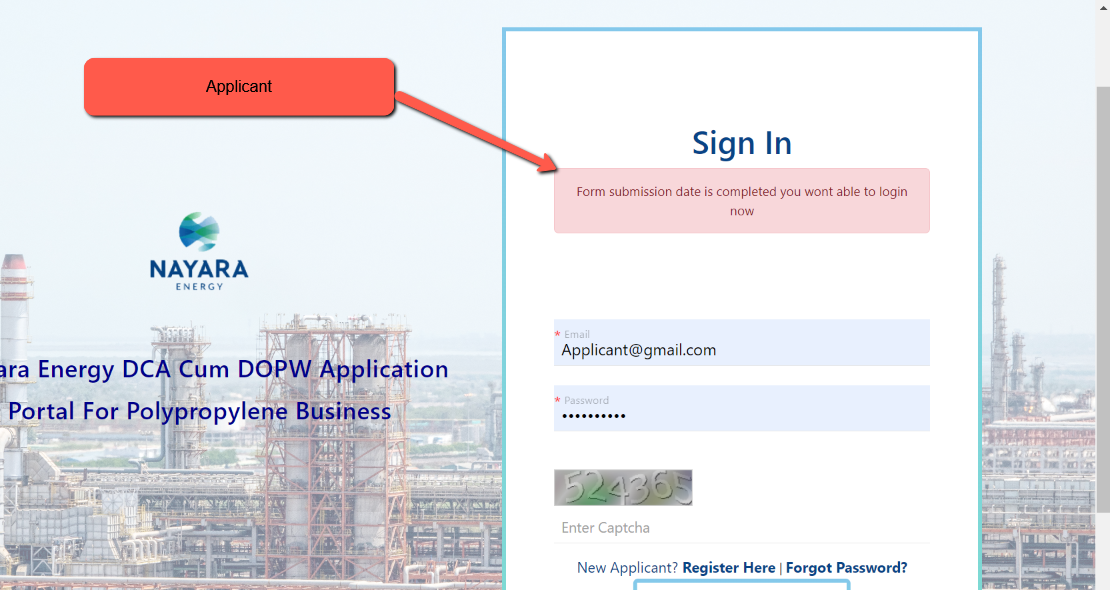 Applicant
Sign In
Form submission date is completed you wont able to login
now
NAYARA
ENERGY
ara Energy DCA Cum DOPW Application
Portal For Polypropylene Business
* Email
Applicant@gmail.com
* Password
524365
Enter Captcha
New Applicant? Register Here | Forgot Password?